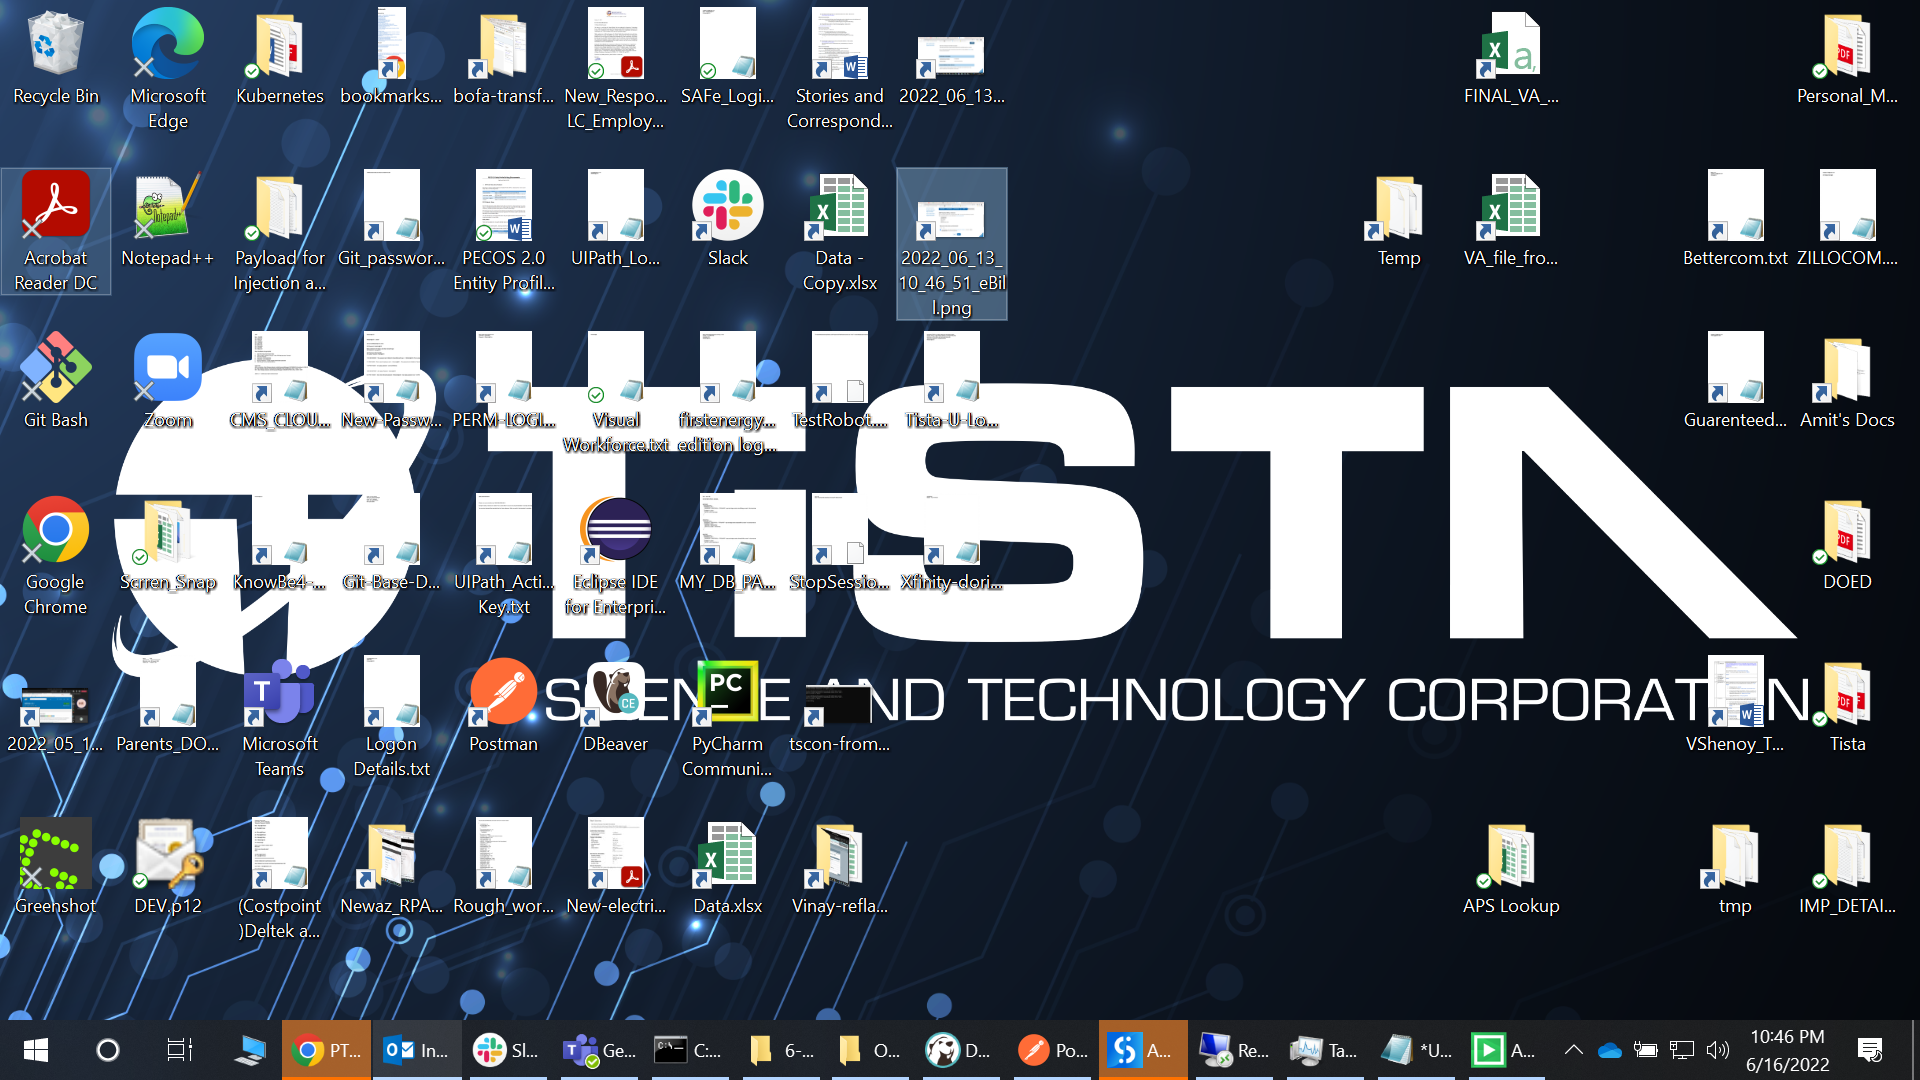 Recycle Bin
Microsoft
Edge
Kubernetes
bookmarks...
bofa-transf...
New_Respo...
LC_Employ...
SAFe_Logi...
Stories and
Correspond...
2022_06_13...
FINAL_VA_...
Personal_M...
Acrobat
Reader DC
Notepad++
Payload for
Injection a...
Git_passwor...
PECOS 2.0
Entity Profil...
UIPath_Lo...
Slack
Data -
Copy.xlsx
2022_06_13_
10_46_51_eBil
l.png
Temp
VA_file_fro...
Bettercom.txt
ZILLOCOM....
Git Bash
Zoom
CMS_CLOU...
New-Passw...
PERM-LOGI...
Visual
Workforce.txt
firstenergy...
edition log...
TestRobot....
Tista-U-Lo...
Guarenteed...
Amit's Docs
TiSTA
SCIENCE AND TECHNOLOGY CORPORATION
Google
Chrome
Scrren_Snap
KnowBe4-...
Git-Base-D...
UIPath_Acti...
Key.txt
Eclipse IDE
for Enterpri...
MY_DB_PA...
StopSessio...
Xfinity-dori...
DOED
2022_05_1...
Parents_DO...
Microsoft
Teams
Logon
Details.txt
Postman
DBeaver
PyCharm
Communi...
tscon-from...
VShenoy_T...
Tista
Greenshot
DEV.p12
(Costpoint
)Deltek a...
Newaz_RPA...
Rough_wor...
New-electri...
Data.xlsx
Vinay-refla...
APS Lookup
tmp
IMP_DETAI...
PT...
In...
Sl...
Ge...
C:...
6-...
O...
D...
Po...
A...
Re...
Ta...
*U...
A...
10:46 PM
6/16/2022